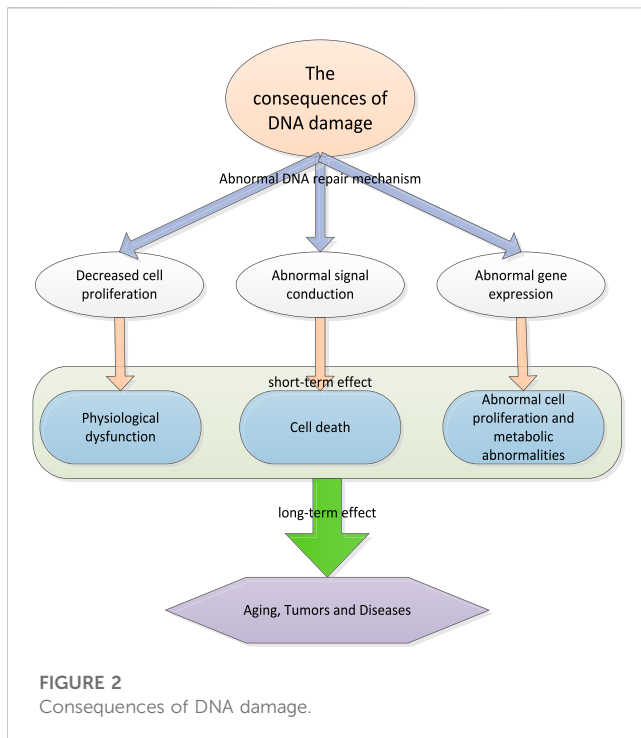 The
consequences of
DNA damage
Abnormal DNA repair mechanism
Decreased cell
proliferation
Abnormal signal
conduction
Abnormal gene
expression
short-term effect
Physiological
dysfunction
Cell death
Abnormal cell
proliferation and
metabolic
abnormalities
long-term effect
Aging, Tumors and Diseases
FIGURE 2
Consequences of DNA damage.